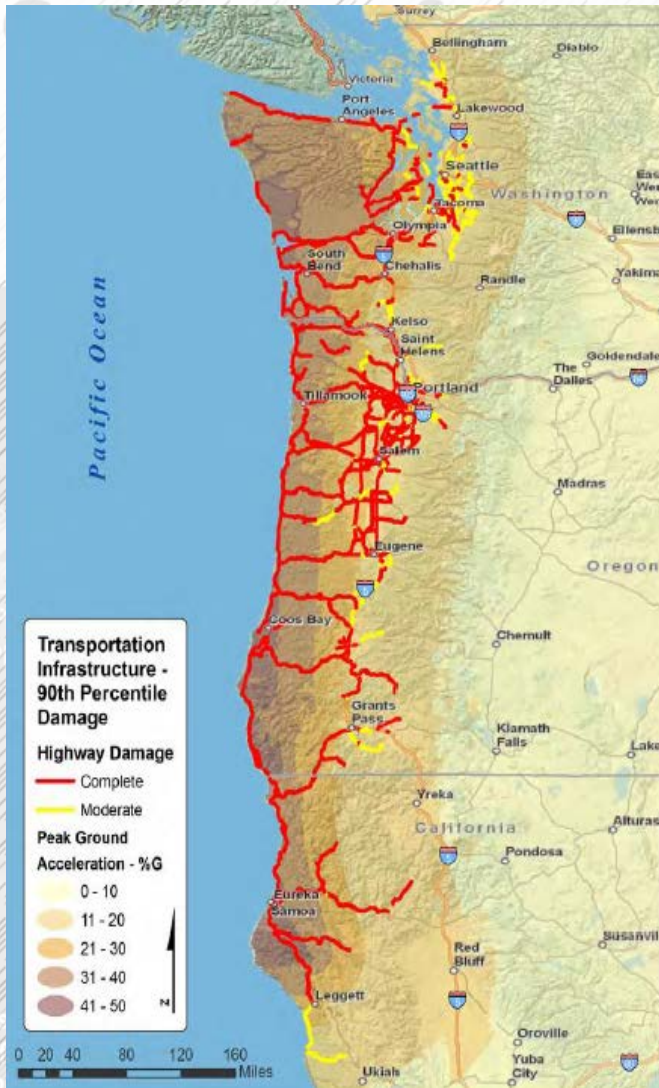 Surrey
Bellingham
Diablo
Victoria
Port
Angeles
Lakewood
Seattle
Washington
Tacoma
Olympia
Ellensb
South
Bend
Chehalis
Randle
Yakima
Kelso
Saint
Helens
Goldendale
The
Dalles
Portland
Tillamook
Pacific Ocean
Salem
Madras
Eugene
Oregon
Coos Bay
Chemult
Grants
Pass
Klamath
Falls
Lake
Yreka
California
Alturas
Pondosa
Eureka
Samoa
Susanvil
Red
Bluff
Leggett
Oroville
Yuba
City
Ukiah
Transportation
Infrastructure -
90th Percentile
Damage
Highway Damage
Complete
Moderate
Peak Ground
Acceleration - %G
0 - 10
11 - 20
21 - 30
31 - 40
41 - 50
N
0 20 40 80 120 160
Miles